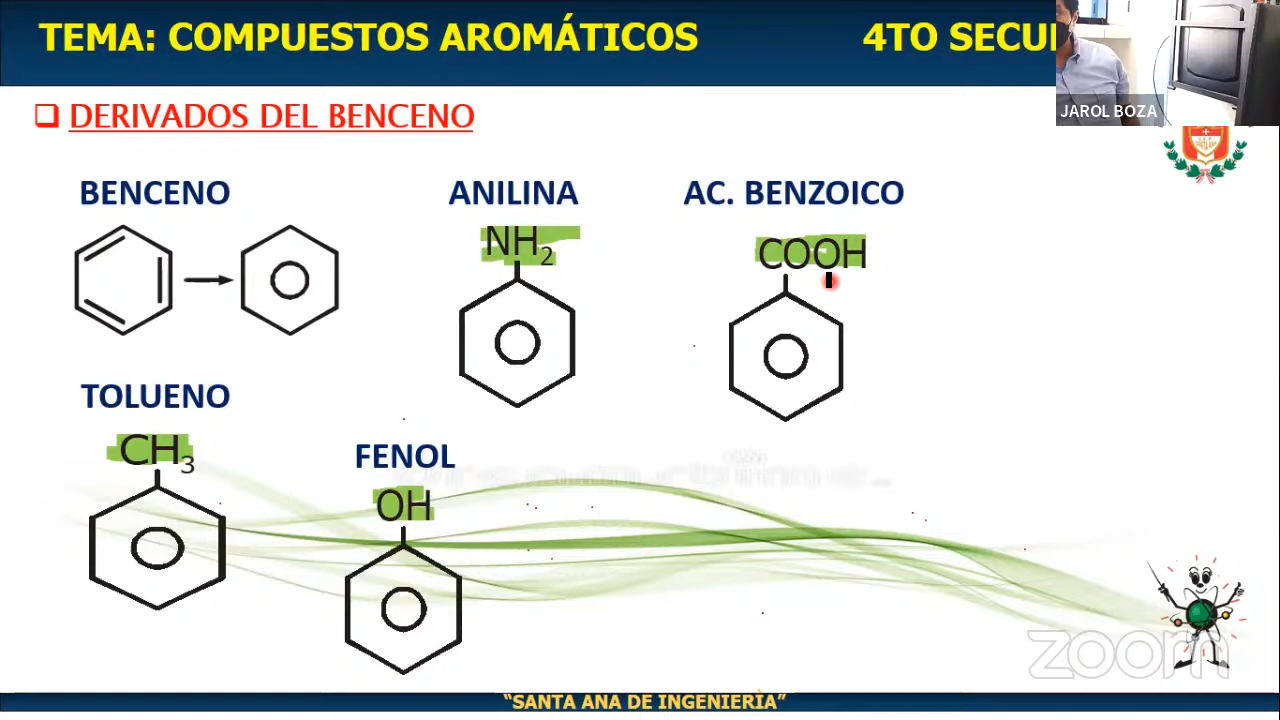 TEMA: COMPUESTOS AROMÁTICOS
4TO SECU
JAROL BOZA
DERIVADOS DEL BENCENO
BENCENO
ANILINA
AC. BENZOICO
NH2
COOH
TOLUENO
CH3
FENOL
OH
zoom
“SANTA ANA DE INGENIERÌA”